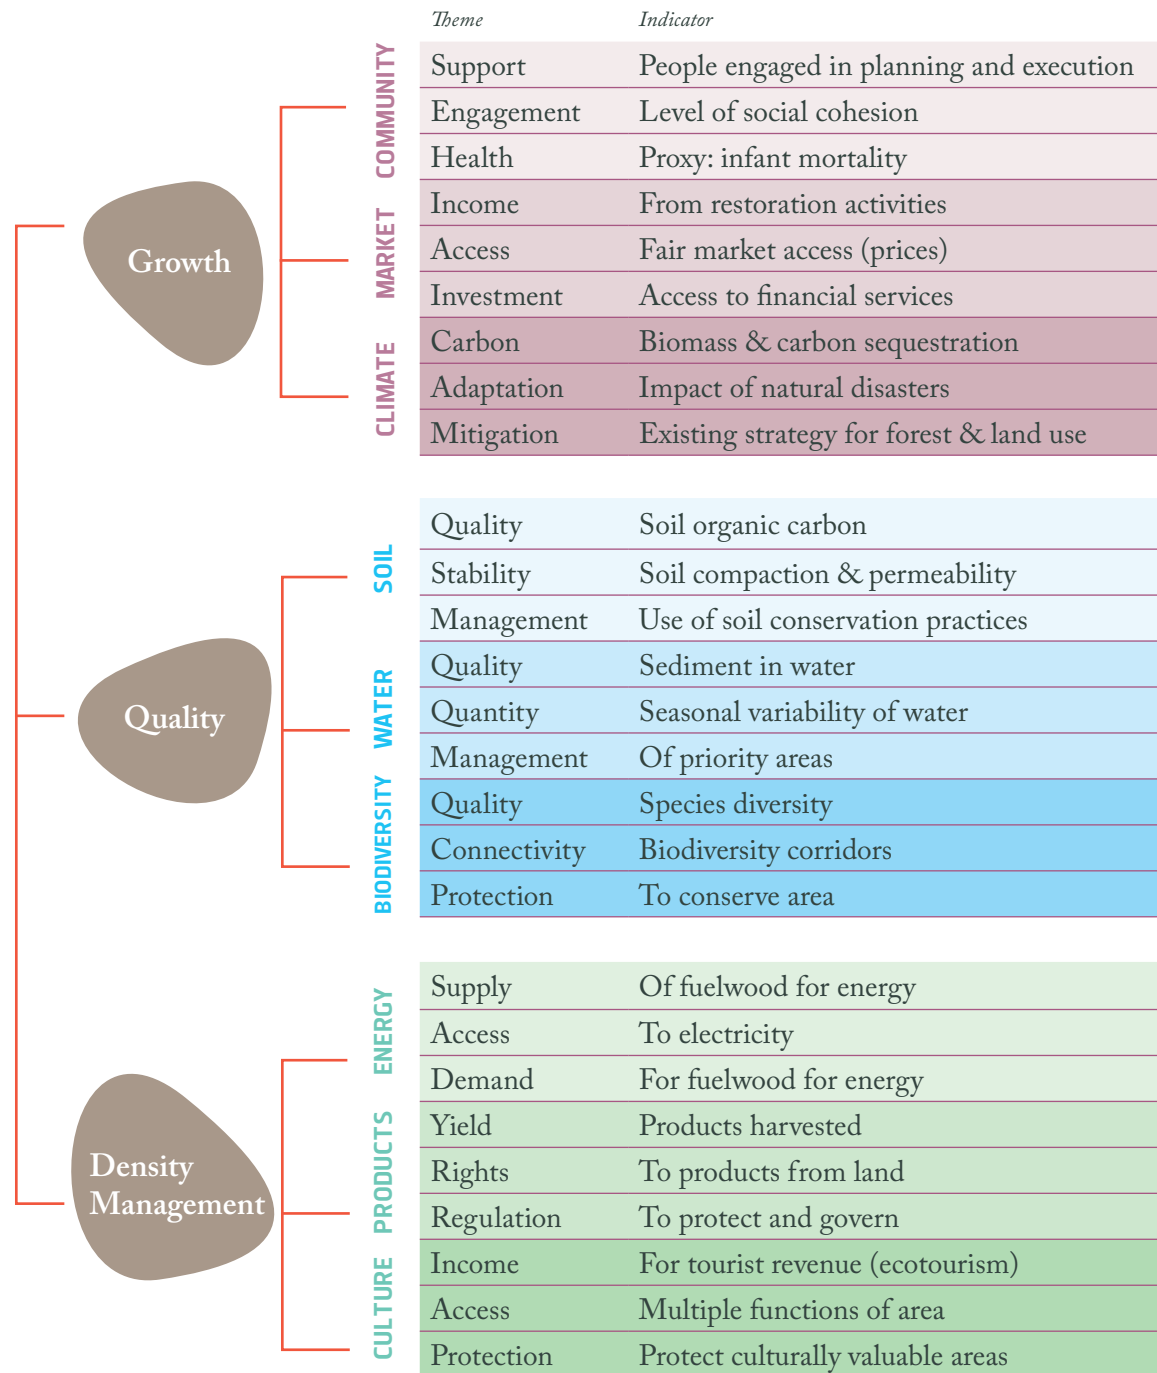 Theme Indicator
Growth
COMMUNITY
Support People engaged in planning and execution
Engagement Level of social cohesion
Health Proxy: infant mortality
MARKET
Income From restoration activities
Access Fair market access (prices)
Investment Access to financial services
CLIMATE
Carbon Biomass & carbon sequestration
Adaptation Impact of natural disasters
Mitigation Existing strategy for forest & land use
Quality
SOIL
Quality Soil organic carbon
Stability Soil compaction & permeability
Management Use of soil conservation practices
WATER
Quality Sediment in water
Quantity Seasonal variability of water
Management Of priority areas
BIODIVERSITY
Quality Species diversity
Connectivity Biodiversity corridors
Protection To conserve area
Density
Management
ENERGY
Supply Of fuelwood for energy
Access To electricity
Demand For fuelwood for energy
PRODUCTS
Yield Products harvested
Rights To products from land
Regulation To protect and govern
CULTURE
Income For tourist revenue (ecotourism)
Access Multiple functions of area
Protection Protect culturally valuable areas